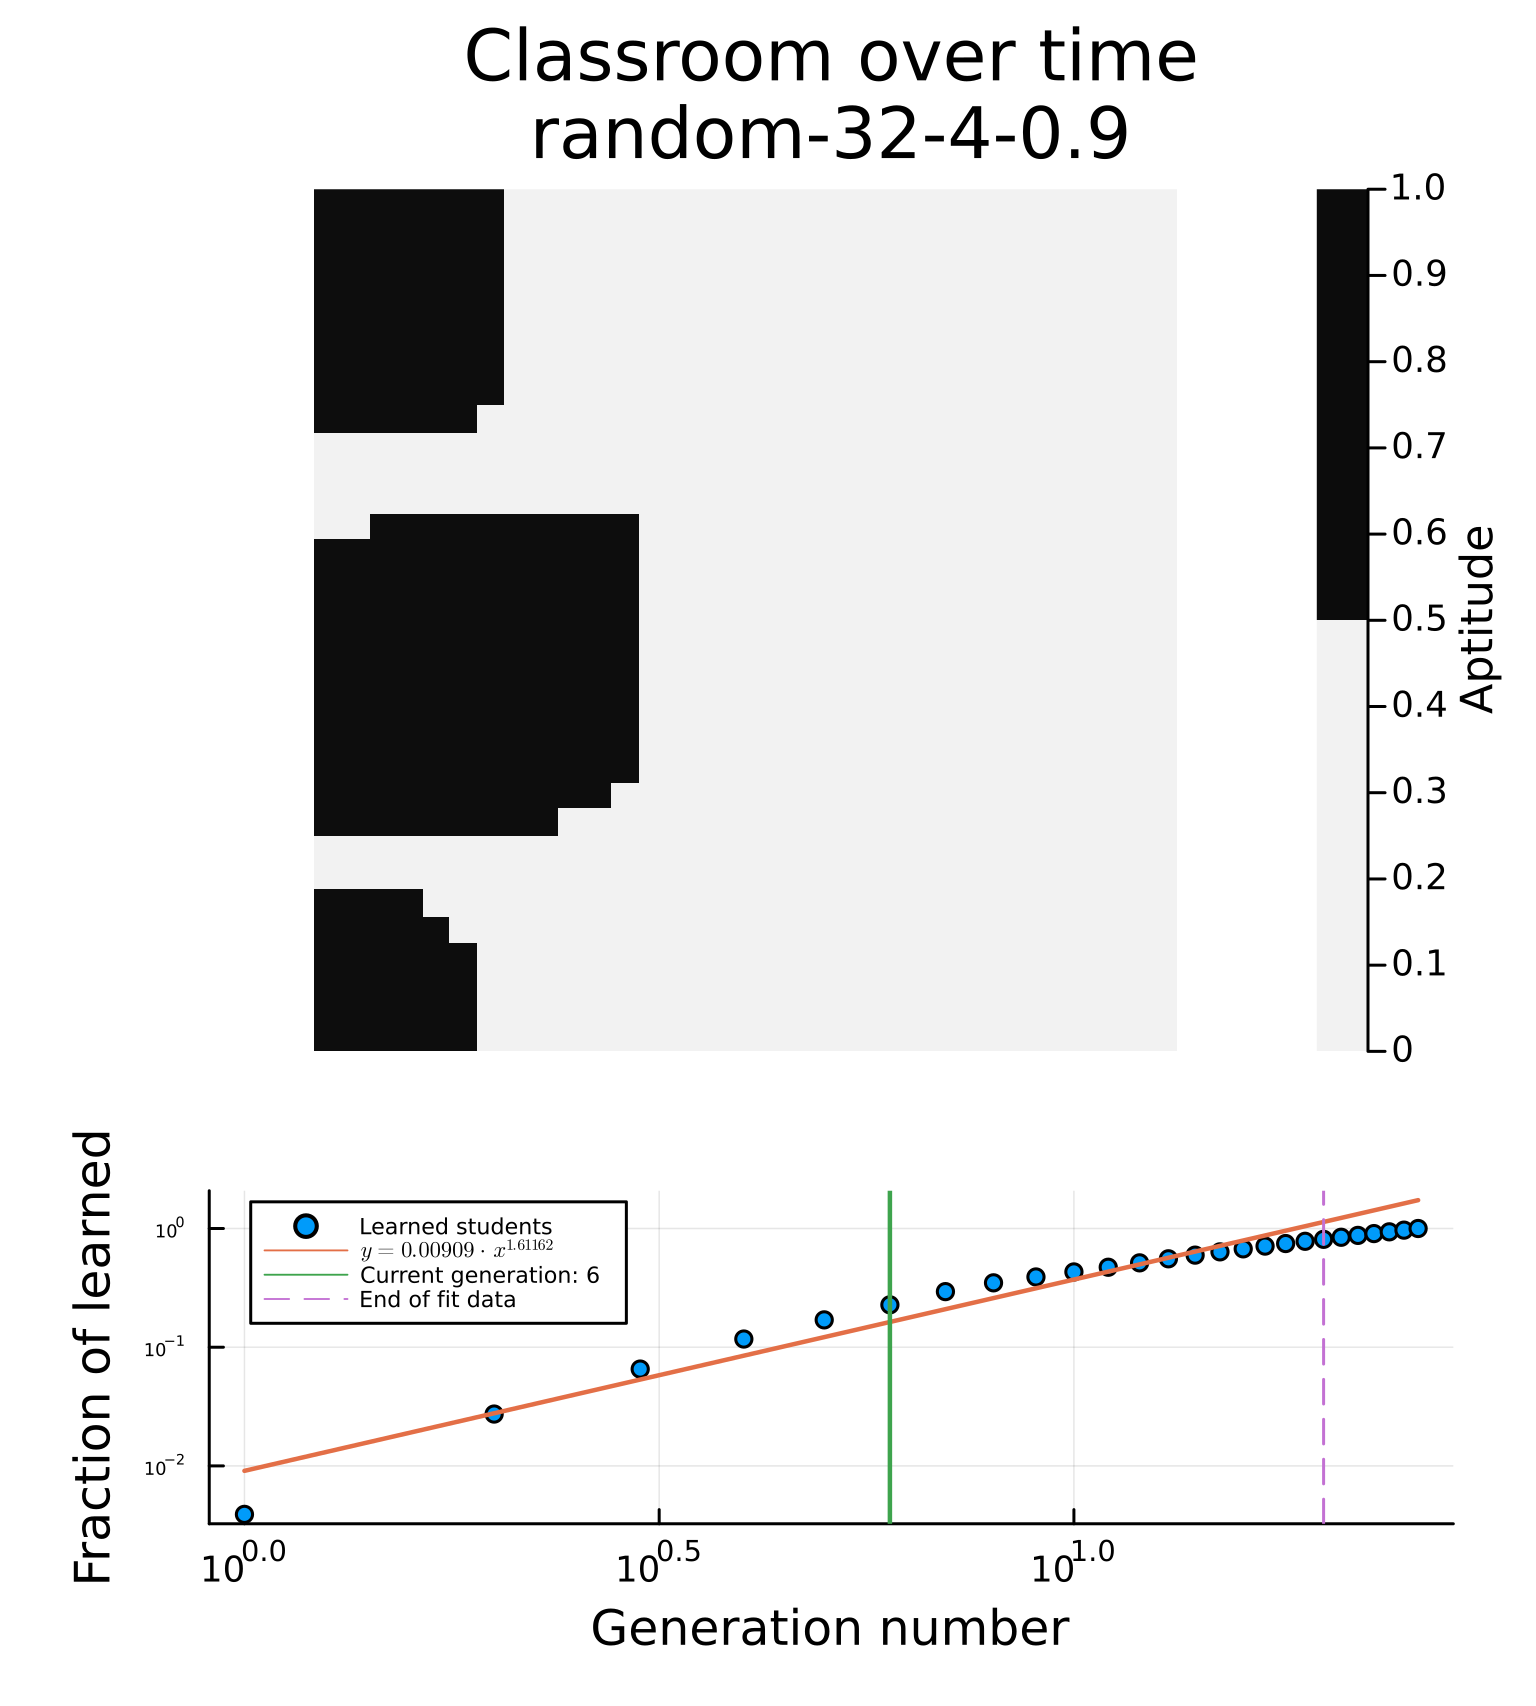 Classroom over time
random-32-4-0.9
1.0
0.9
0.8
0.7
0.6
0.5
0.4
0.3
0.2
0.1
0
Aptitude
Fraction of learned
10⁰
10⁻¹
10⁻²
Learned students
y = 0.00909 · x^1.61162
Current generation: 6
End of fit data
10^0.0
10^0.5
10^1.0
Generation number